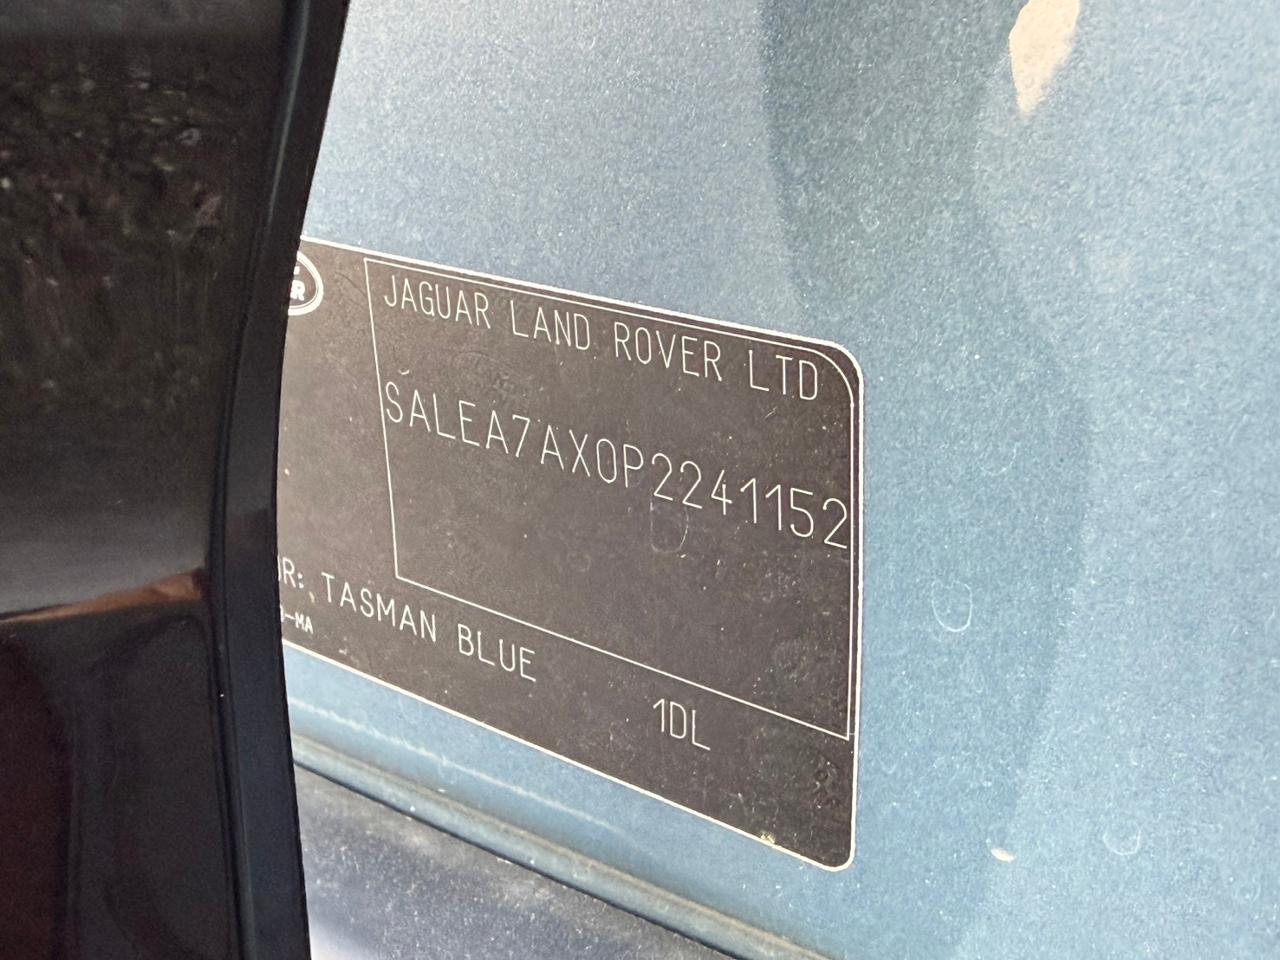 JAGUAR LAND ROVER LTD
SALEA7AX0P2241152
TASMAN BLUE
1DL